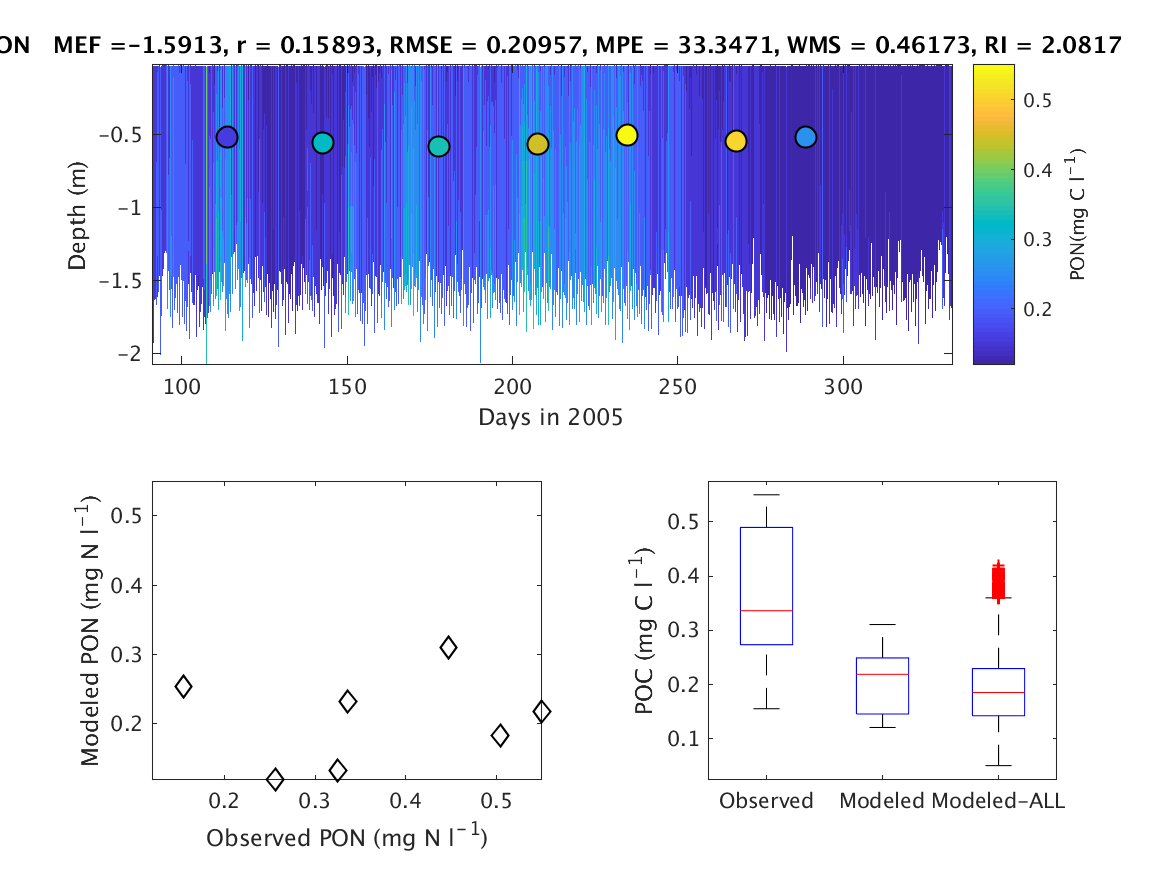 ON MEF =-1.5913, r = 0.15893, RMSE = 0.20957, MPE = 33.3471, WMS = 0.46173, RI = 2.0817
-0.5
-1
-1.5
-2
Depth (m)
100 150 200 250 300
Days in 2005
0.5
0.4
0.3
0.2
PON(mg C l⁻¹)
0.5
0.4
0.3
0.2
Modeled PON (mg N l⁻¹)
0.2 0.3 0.4 0.5
Observed PON (mg N l⁻¹)
0.5
0.4
0.3
0.2
0.1
POC (mg C l⁻¹)
Observed Modeled Modeled-ALL